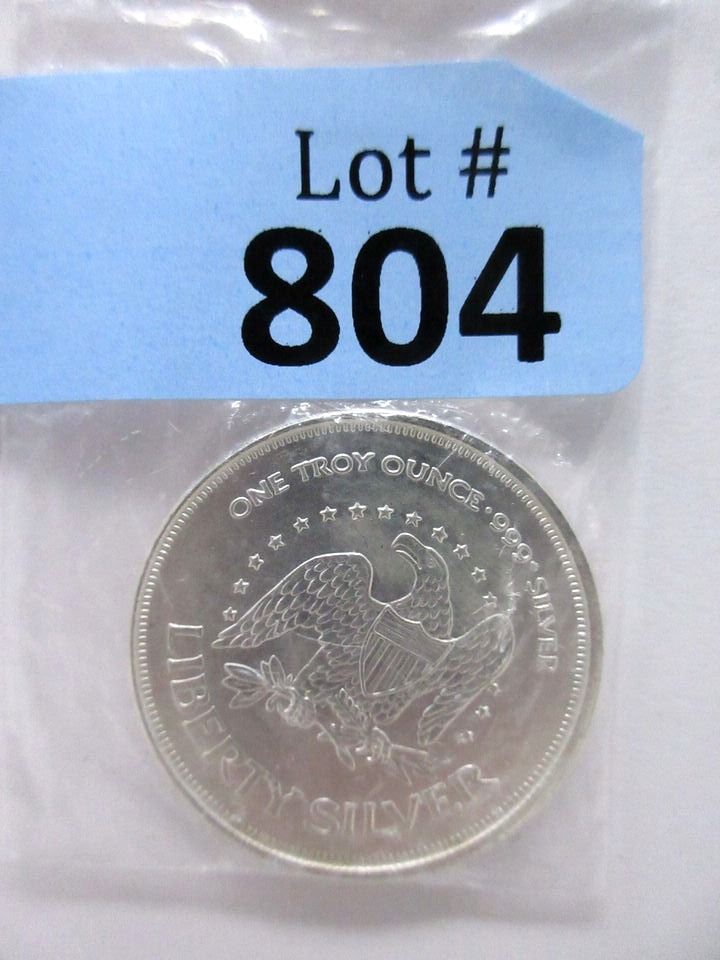 Lot #
804
ONE TROY OUNCE · .999+ SILVER
LIBERTY SILVER